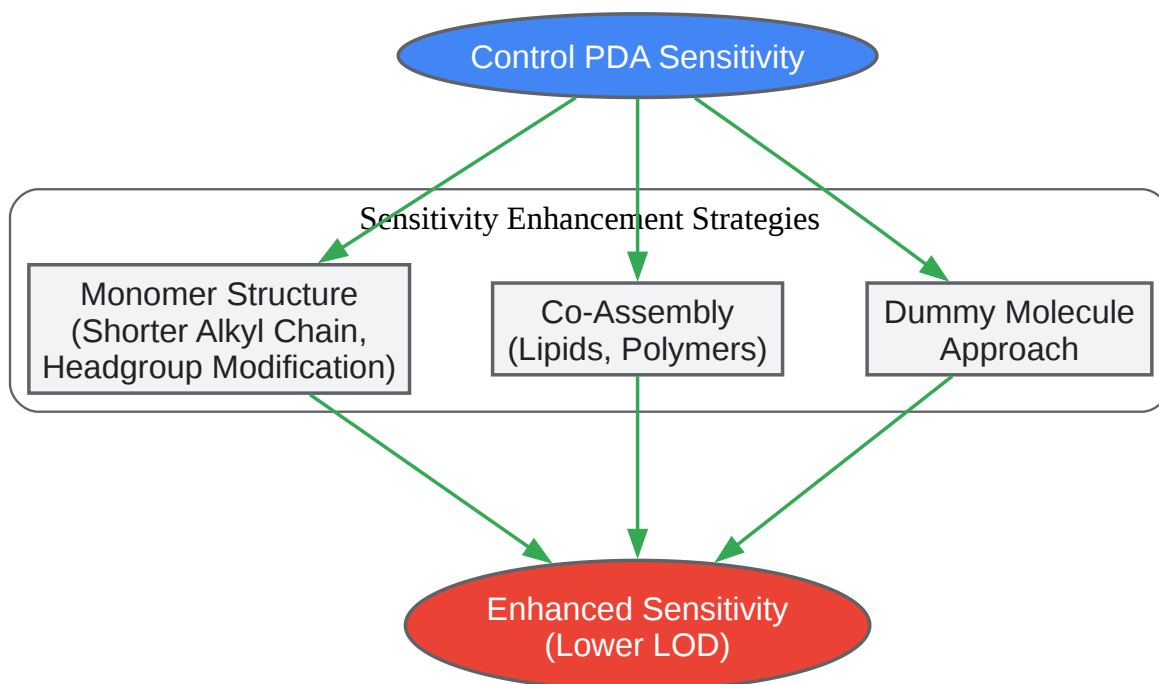 Control PDA Sensitivity
Sensitivity Enhancement Strategies
Monomer Structure
(Shorter Alkyl Chain,
Headgroup Modification)
Co-Assembly
(Lipids, Polymers)
Dummy Molecule
Approach
Enhanced Sensitivity
(Lower LOD)